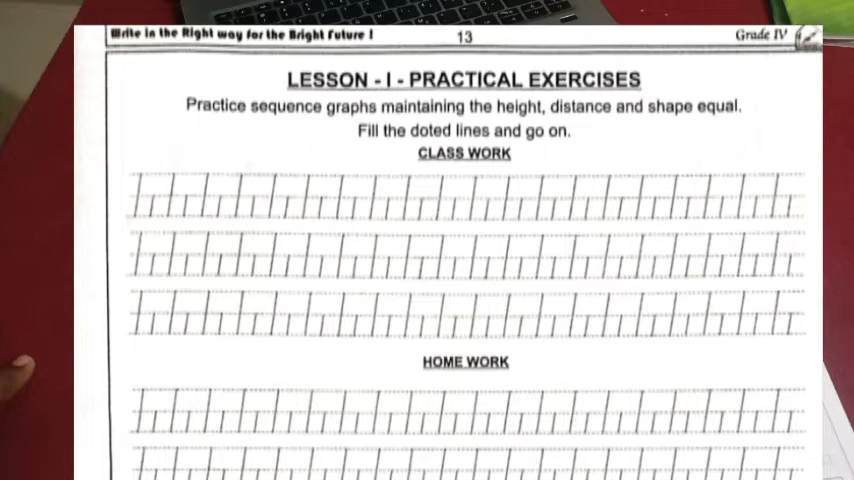 Write in the Right way for the Bright Future !
13
Grade IV
LESSON - I - PRACTICAL EXERCISES
Practice sequence graphs maintaining the height, distance and shape equal.
Fill the doted lines and go on.
CLASS WORK
HOME WORK